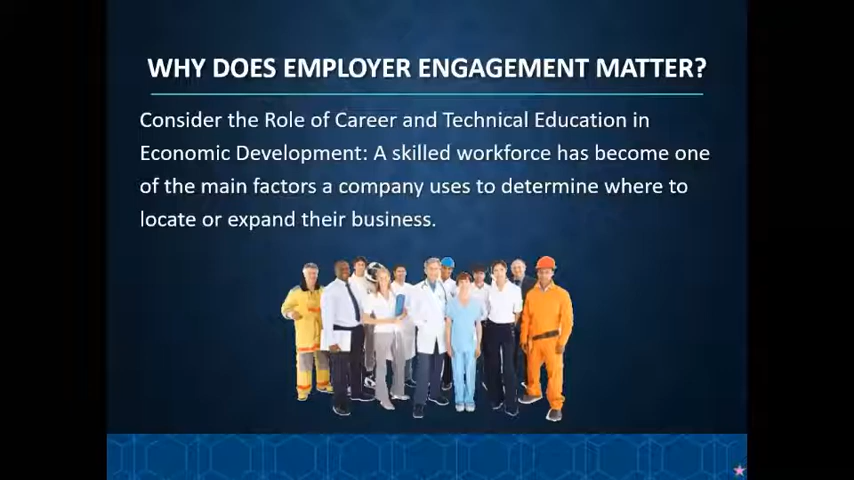 WHY DOES EMPLOYER ENGAGEMENT MATTER?
Consider the Role of Career and Technical Education in
Economic Development: A skilled workforce has become one
of the main factors a company uses to determine where to
locate or expand their business.